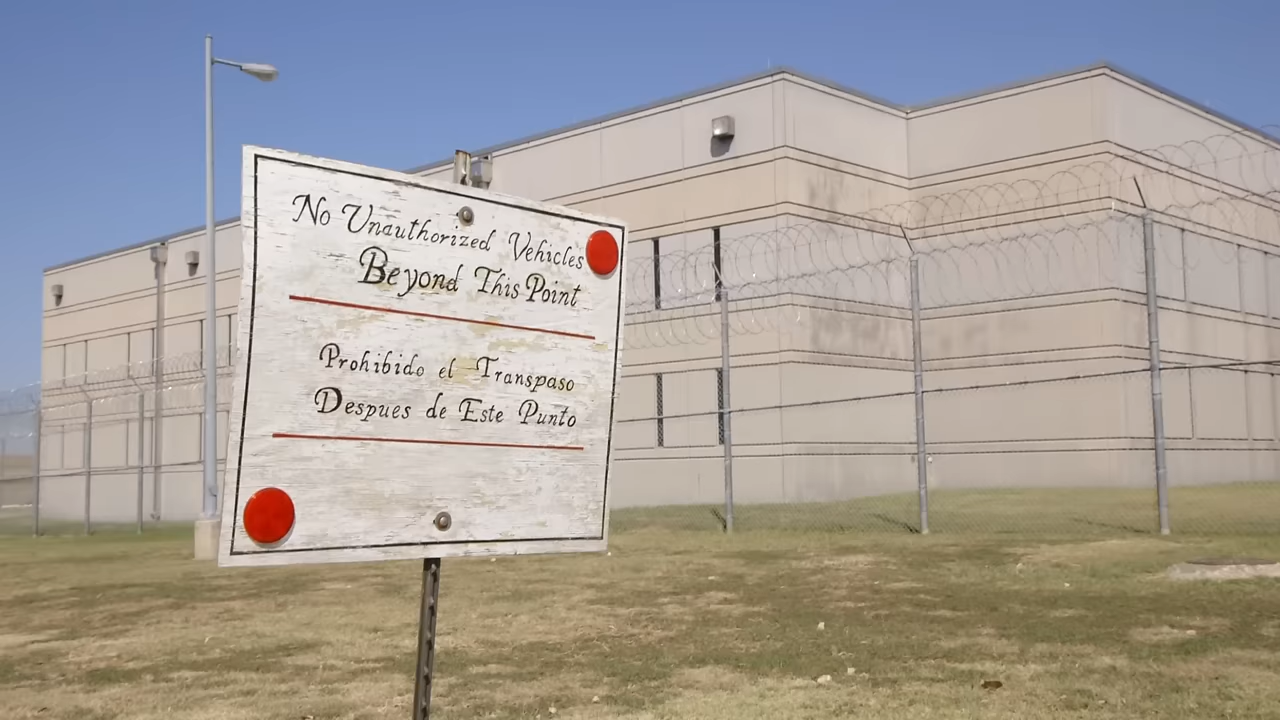 No Unauthorized Vehicles
Beyond This Point
Prohibido el Transpaso
Despues de Este Punto